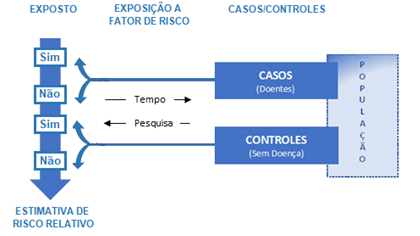 EXPOSTO
EXPOSIÇÃO A
FATOR DE RISCO
CASOS/CONTROLES
Sim
Não
Sim
Não
Tempo
Pesquisa
CASOS
(Doentes)
CONTROLES
(Sem Doença)
POPULAÇÃO
ESTIMATIVA DE
RISCO RELATIVO